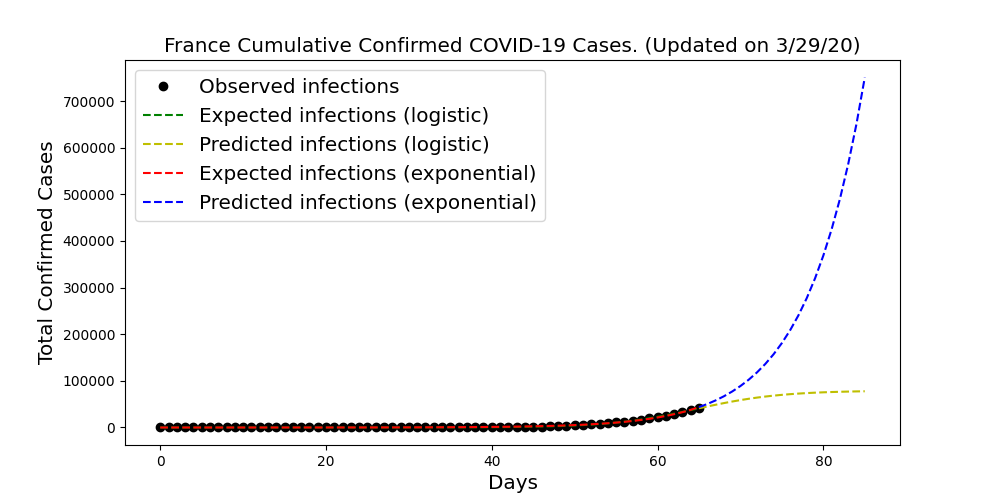 France Cumulative Confirmed COVID-19 Cases. (Updated on 3/29/20)
Observed infections
Expected infections (logistic)
Predicted infections (logistic)
Expected infections (exponential)
Predicted infections (exponential)
Total Confirmed Cases
700000
600000
500000
400000
300000
200000
100000
0
0 20 40 60 80
Days